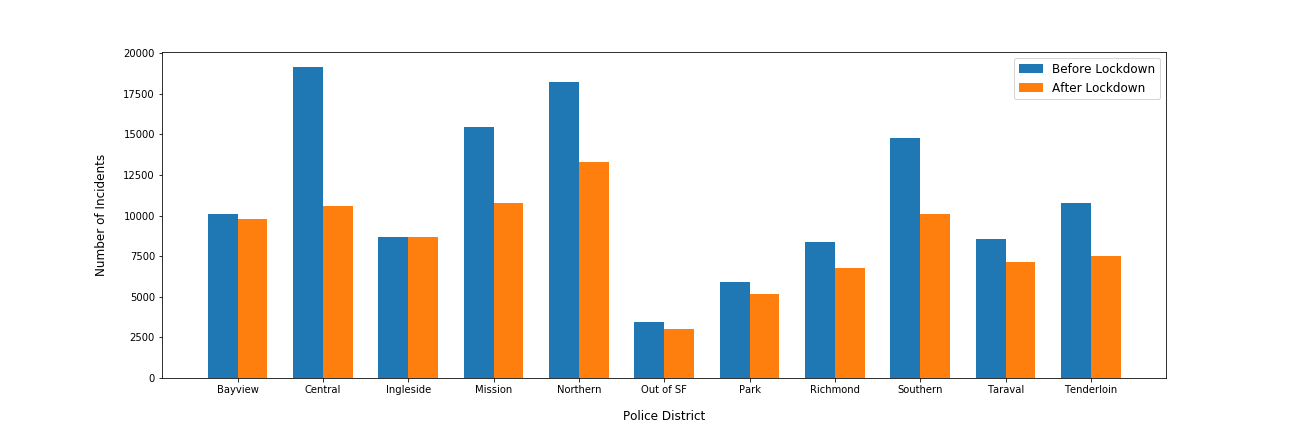 20000
17500
15000
12500
10000
7500
5000
2500
0
Number of Incidents
Before Lockdown
After Lockdown
Bayview Central Ingleside Mission Northern Out of SF Park Richmond Southern Taraval Tenderloin
Police District